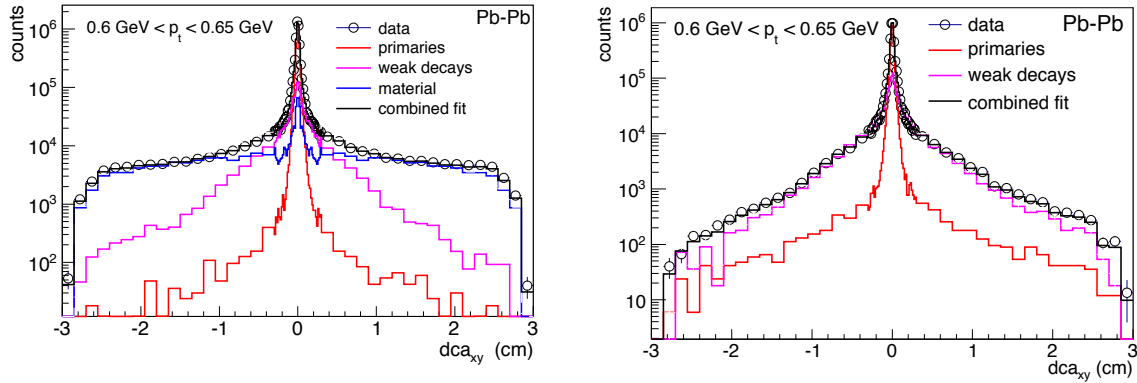 counts
10^6
10^5
10^4
10^3
10^2
0.6 GeV < p_t < 0.65 GeV
Pb-Pb
data
primaries
weak decays
material
combined fit
-3 -2 -1 0 1 2 3
dca_xy (cm)
counts
10^6
10^5
10^4
10^3
10^2
10
0.6 GeV < p_t < 0.65 GeV
Pb-Pb
data
primaries
weak decays
combined fit
-3 -2 -1 0 1 2 3
dca_xy (cm)